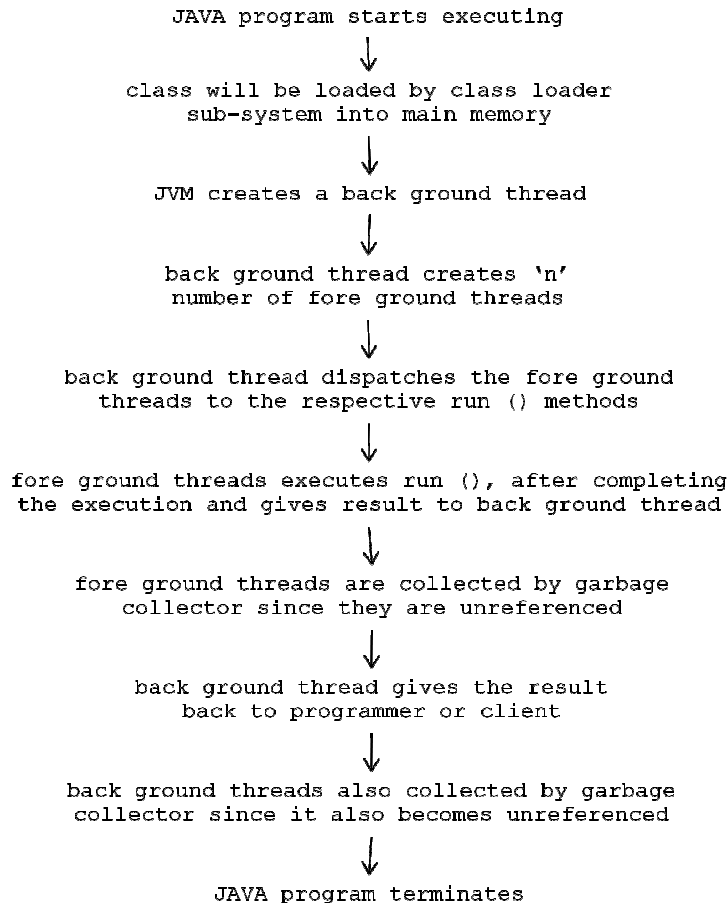 JAVA program starts executing
class will be loaded by class loader
sub-system into main memory
JVM creates a back ground thread
back ground thread creates ‘n’
number of fore ground threads
back ground thread dispatches the fore ground
threads to the respective run () methods
fore ground threads executes run (), after completing
the execution and gives result to back ground thread
fore ground threads are collected by garbage
collector since they are unreferenced
back ground thread gives the result
back to programmer or client
back ground threads also collected by garbage
collector since it also becomes unreferenced
JAVA program terminates